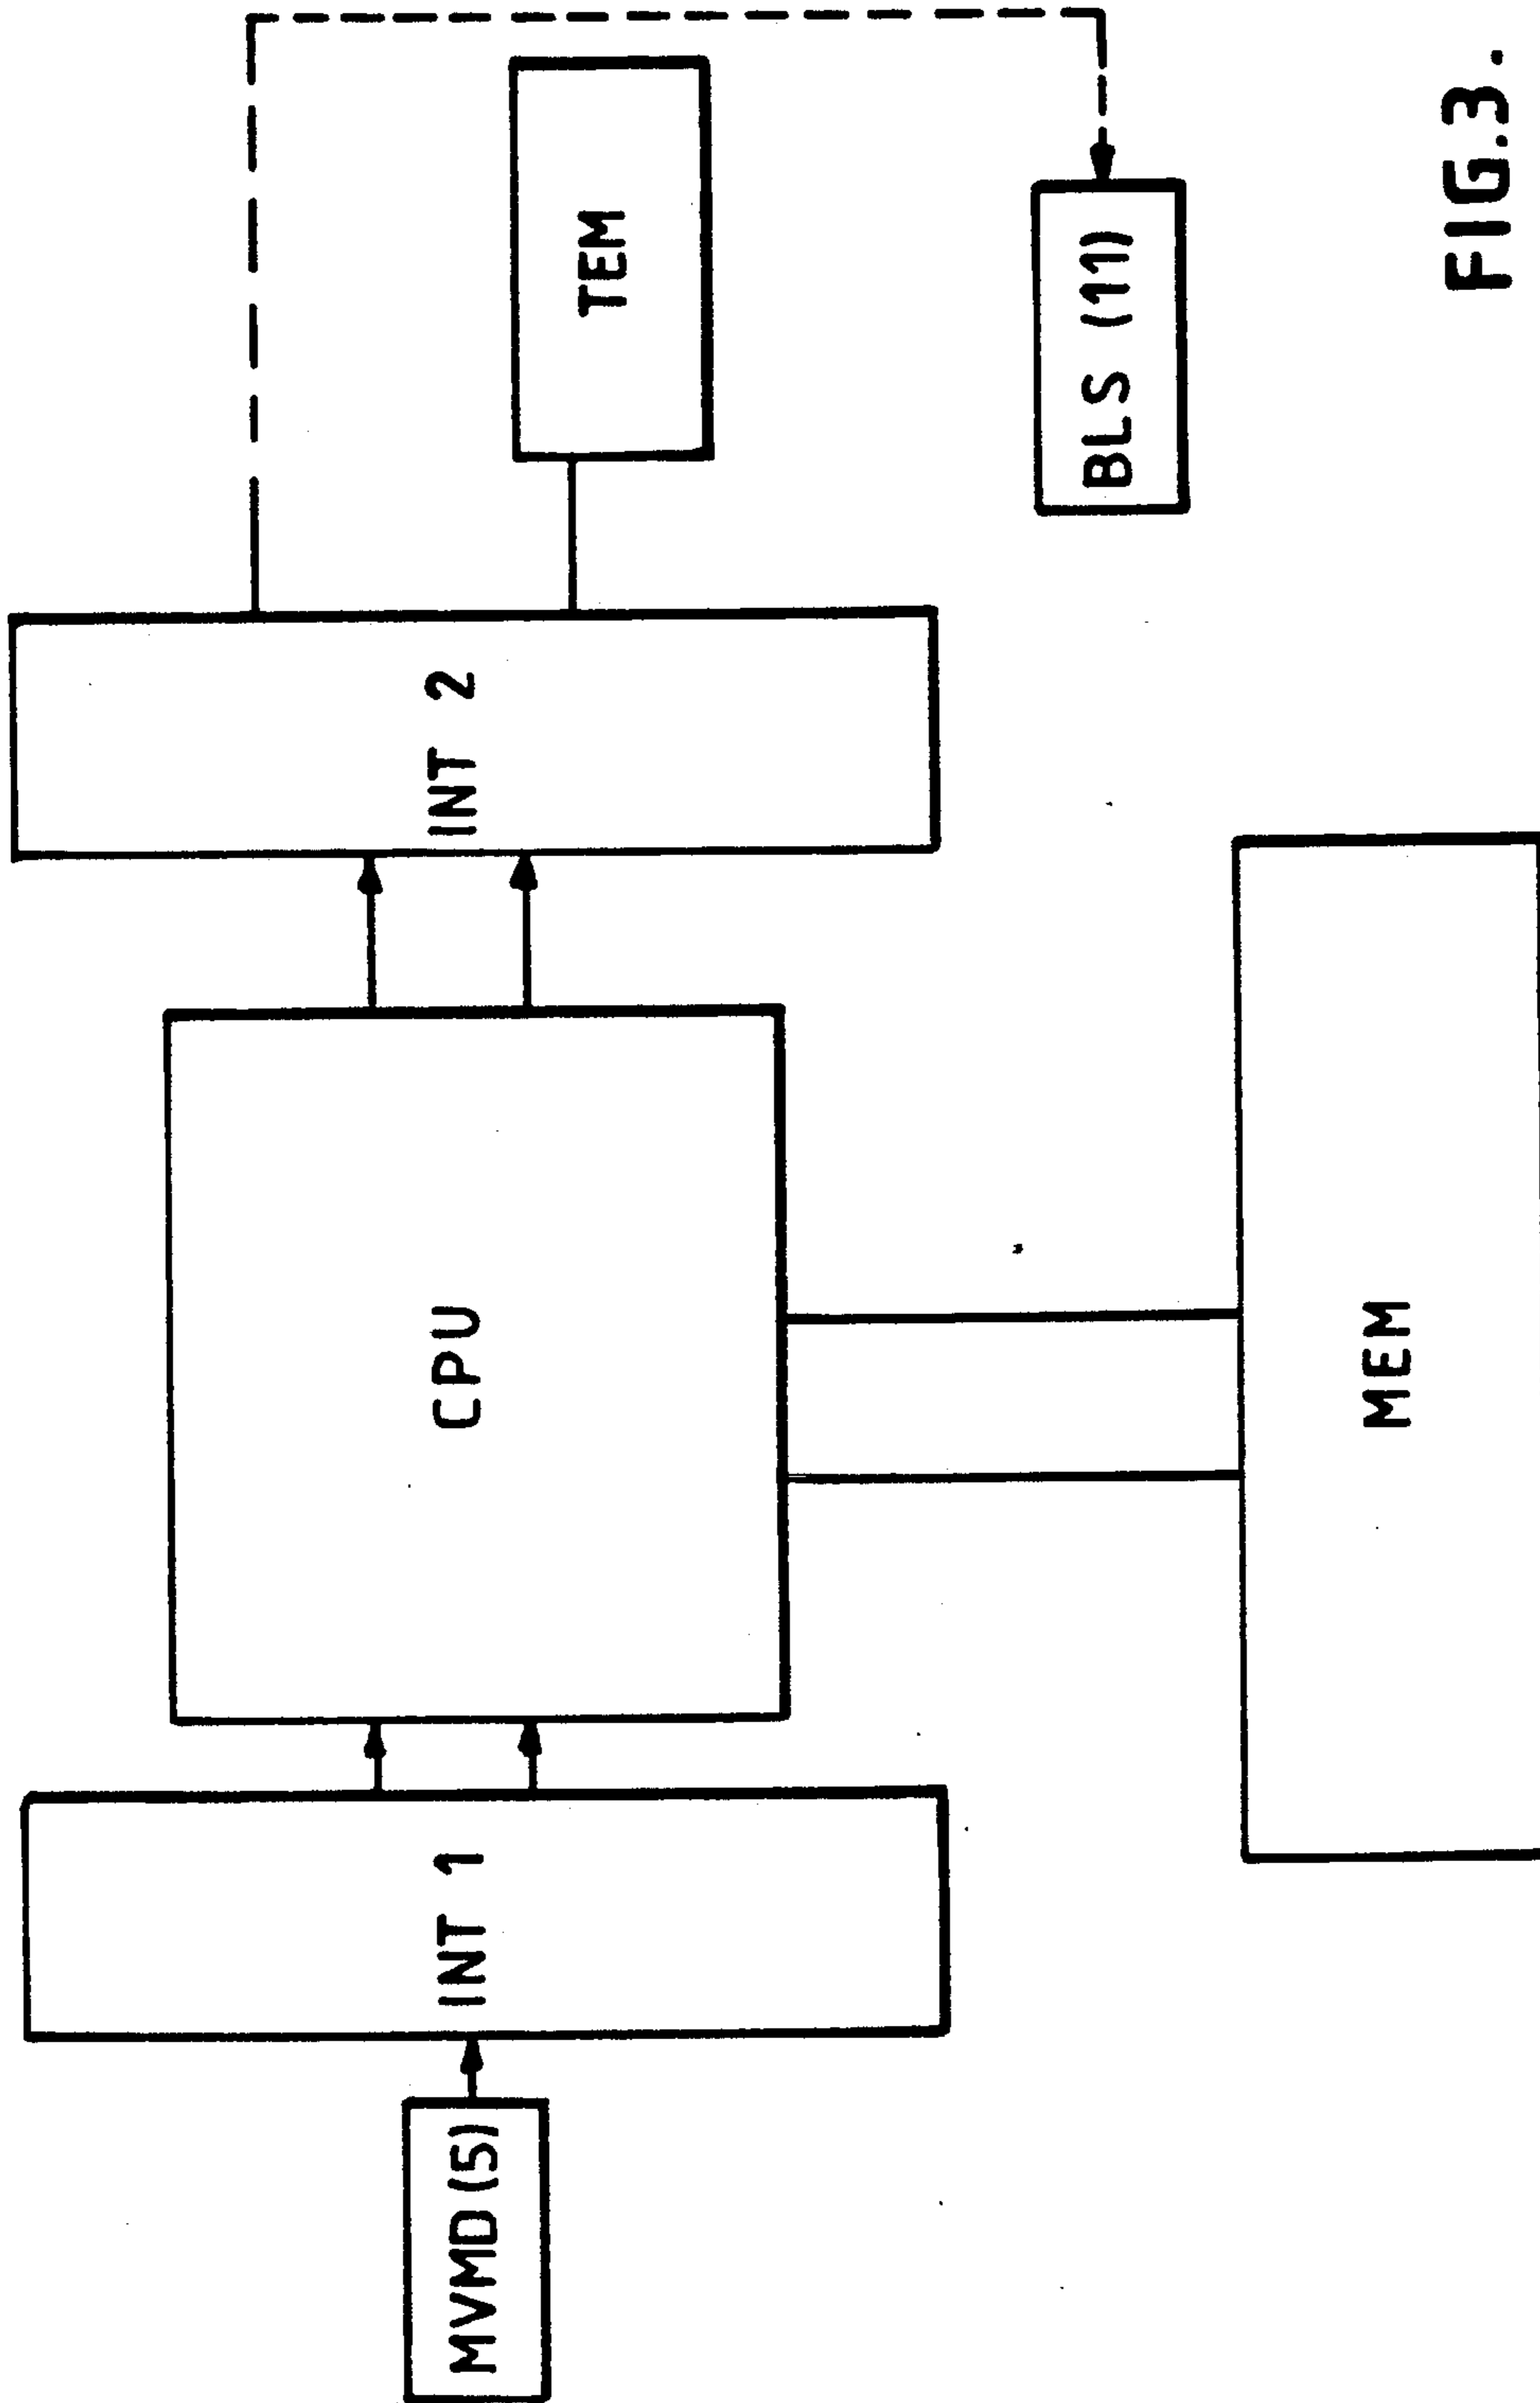 MVMD (5)
INT 1
CPU
INT 2
TEM
BLS (11)
MEM
FIG.3.